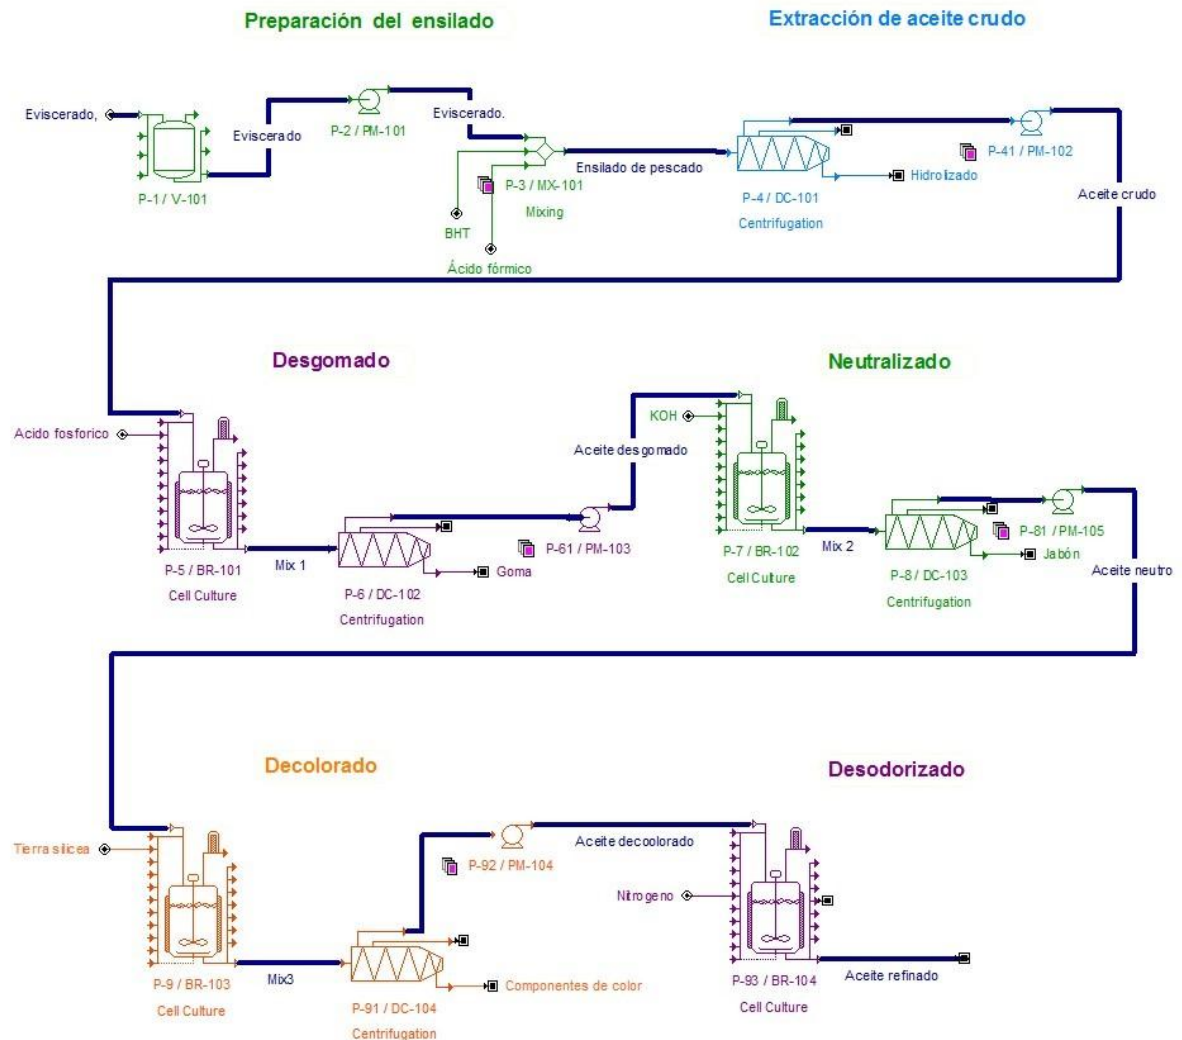 Preparación del ensilado
Extracción de aceite crudo
Eviscerado,
Eviscerado
P-2 / PM-101
Eviscerado.
P-1 / V-101
P-3 / MX-101
Mixing
BHT
Ácido fórmico
Ensilado de pescado
P-4 / DC-101
Centrifugation
Hidrolizado
P-41 / PM-102
Aceite crudo
Desgomado
Neutralizado
Acido fosforico
P-5 / BR-101
Cell Culture
Mix 1
P-6 / DC-102
Centrifugation
Goma
P-61 / PM-103
Aceite desgomado
KOH
P-7 / BR-102
Cell Culture
Mix 2
P-8 / DC-103
Centrifugation
Jabón
P-81 / PM-105
Aceite neutro
Decolorado
Desodorizado
Tierra silicea
P-9 / BR-103
Cell Culture
Mix3
P-91 / DC-104
Centrifugation
Componentes de color
P-92 / PM-104
Aceite decoolorado
Nitrogeno
P-93 / BR-104
Cell Culture
Aceite refinado